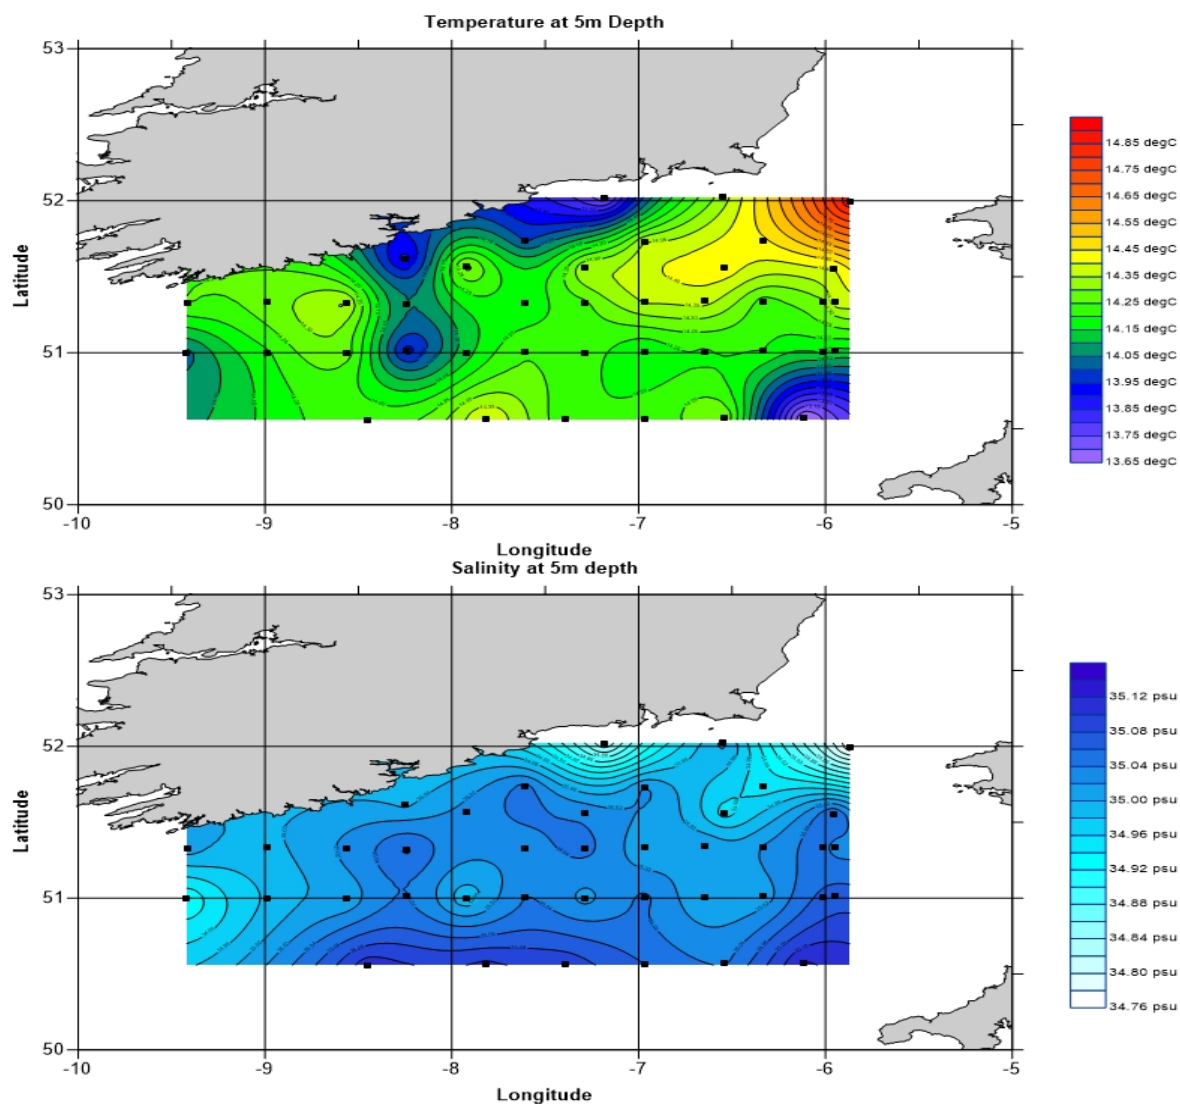 Temperature at 5m Depth
53
52
51
50
Latitude
-10 -9 -8 -7 -6 -5
Longitude
14.85 degC
14.75 degC
14.65 degC
14.55 degC
14.45 degC
14.35 degC
14.25 degC
14.15 degC
14.05 degC
13.95 degC
13.85 degC
13.75 degC
13.65 degC
Salinity at 5m depth
53
52
51
50
Latitude
-10 -9 -8 -7 -6 -5
Longitude
35.12 psu
35.08 psu
35.04 psu
35.00 psu
34.96 psu
34.92 psu
34.88 psu
34.84 psu
34.80 psu
34.76 psu